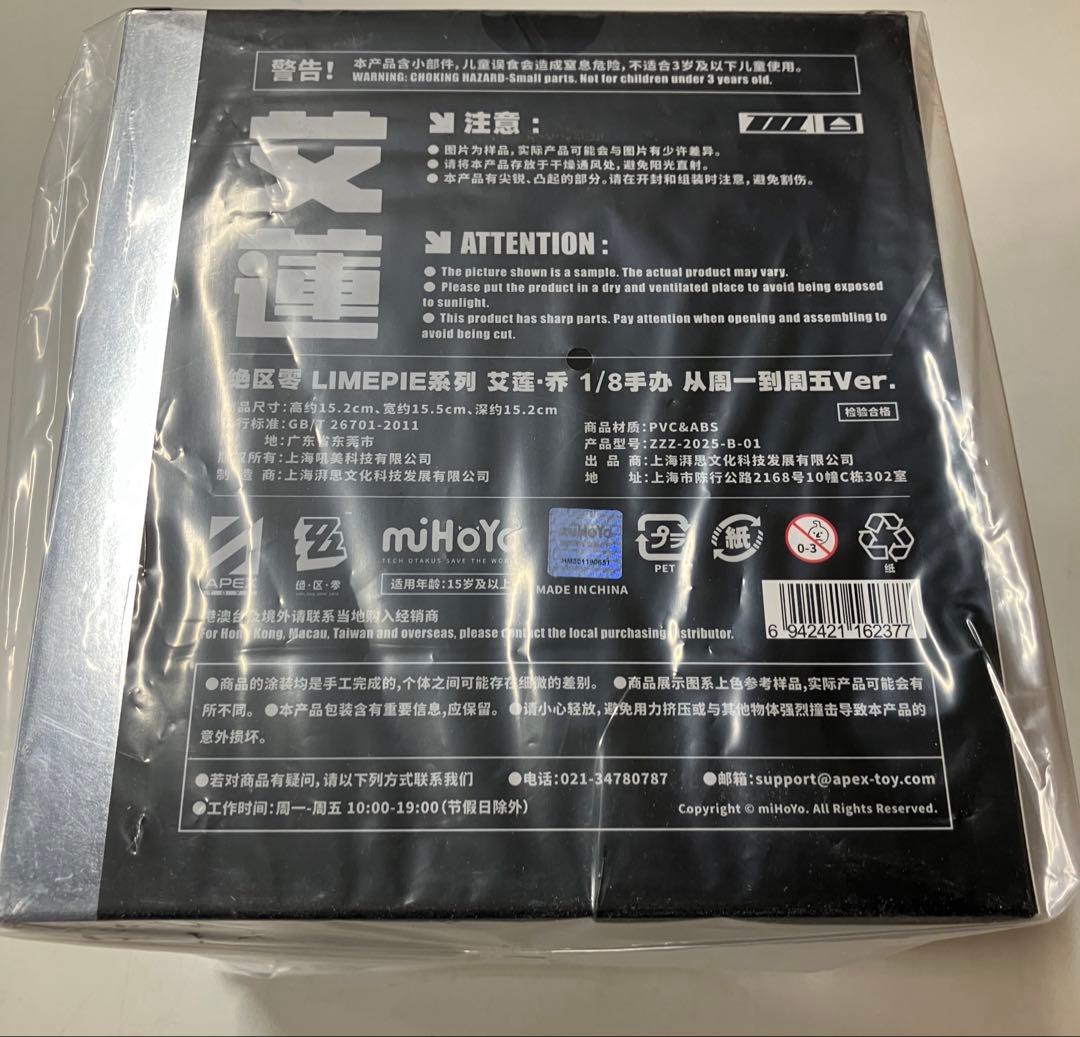 警告!
本产品含小部件,儿童误食会造成窒息危险,不适合3岁及以下儿童使用。
WARNING: CHOKING HAZARD-Small parts. Not for children under 3 years old.
艾
蓮
注意:
● 图片为样品,实际产品可能会与图片有少许差异。
● 请将本产品存放于干燥通风处,避免阳光直射。
● 本产品有尖锐、凸起的部分。请在开封和组装时注意,避免割伤。
ATTENTION:
● The picture shown is a sample. The actual product may vary.
● Please put the product in a dry and ventilated place to avoid being exposed
to sunlight.
● This product has sharp parts. Pay attention when opening and assembling to
avoid being cut.
绝区零 LIMEPIE系列 艾莲·乔 1/8手办 从周一到周五Ver.
品尺寸:高约15.2cm、宽约15.5cm、深约15.2cm
检验合格
行标准:GB/T 26701-2011
商品材质:PVC&ABS
地:广东省东莞市
产品型号:ZZZ-2025-B-01
版权所有:上海吼美科技有限公司
出品商:上海湃思文化科技发展有限公司
制造商:上海湃思文化科技发展有限公司
地址:上海市陈行公路2168号10幢C栋302室
APEX
TOYS
绝·区·零
miHoYo
TECH OTAKUS SAVE THE WORLD
miHoYo
HM301190651
プラ
PET
紙
0-3
纸
适用年龄:15岁及以上
MADE IN CHINA
港澳台及境外请联系当地购入经销商
For Hong Kong, Macau, Taiwan and overseas, please contact the local purchasing distributor.
6 942421 162377
●商品的涂装均是手工完成的,个体之间可能存在细微的差别。 ●商品展示图系上色参考样品,实际产品可能会有
所不同。 ●本产品包装含有重要信息,应保留。 ●请小心轻放,避免用力挤压或与其他物体强烈撞击导致本产品的
意外损坏。
●若对商品有疑问,请以下列方式联系我们 ●电话:021-34780787 ●邮箱:support@apex-toy.com
●工作时间:周一-周五 10:00-19:00(节假日除外)
Copyright © miHoYo. All Rights Reserved.